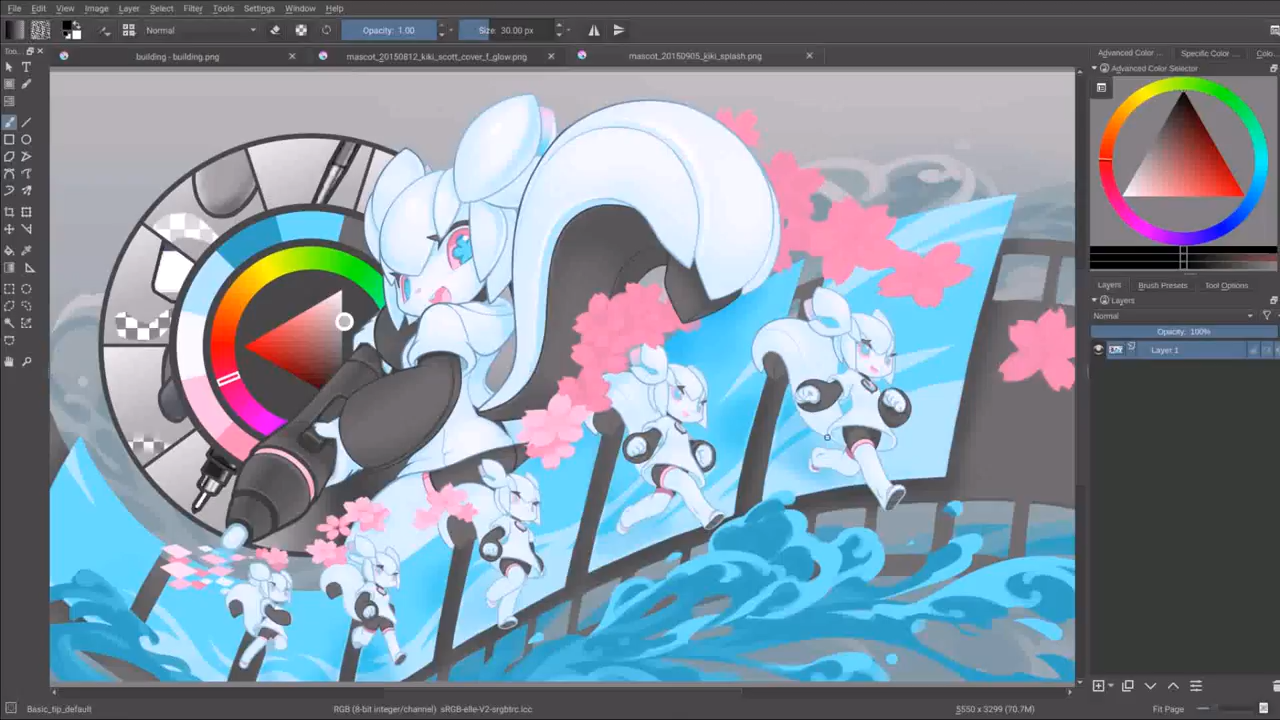 File Edit View Image Layer Select Filter Tools Settings Window Help
Normal Opacity: 1.00 Size: 30.00 px
Too...
building - building.png mascot_20150812_kiki_scott_cover_f_glow.png mascot_20150905_kiki_splash.png
Advanced Color ... Specific Color ... Colo...
Advanced Color Selector
Layers Brush Presets Tool Options
Layers
Normal
Opacity: 100%
Layer 1
Basic_tip_default RGB (8-bit integer/channel) sRGB-elle-V2-srgbtrc.icc 5550 x 3299 (70.7M) Fit Page